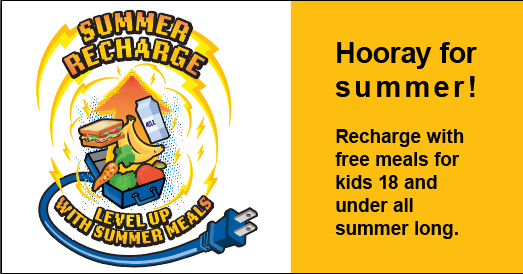 SUMMER
RECHARGE
MILK
LEVEL UP
WITH SUMMER MEALS
Hooray for
summer!
Recharge with
free meals for
kids 18 and
under all
summer long.